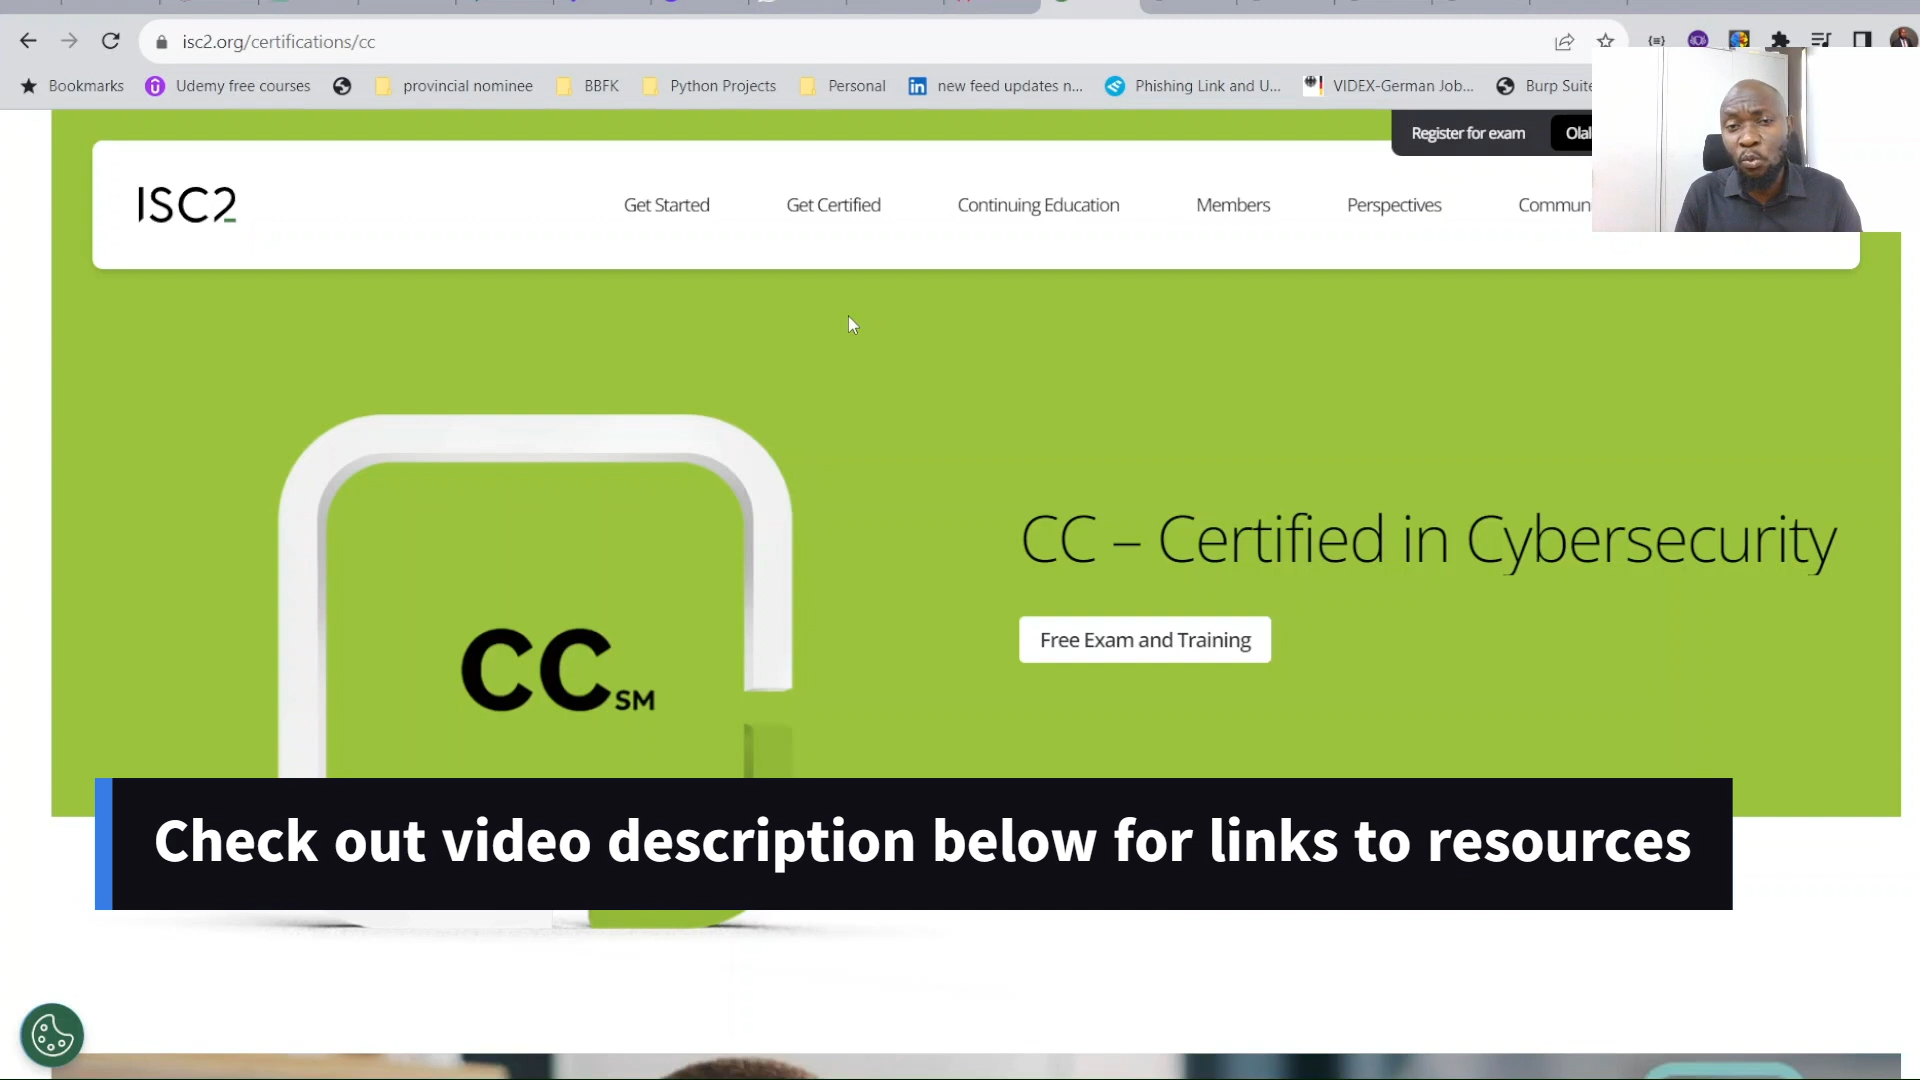 isc2.org/certifications/cc
Bookmarks Udemy free courses provincial nominee BBFK Python Projects Personal new feed updates n... Phishing Link and U... VIDEX-German Job... Burp Suite
Register for exam Olal
ISC2 Get Started Get Certified Continuing Education Members Perspectives Commun
CC – Certified in Cybersecurity
Free Exam and Training
CC SM
Check out video description below for links to resources